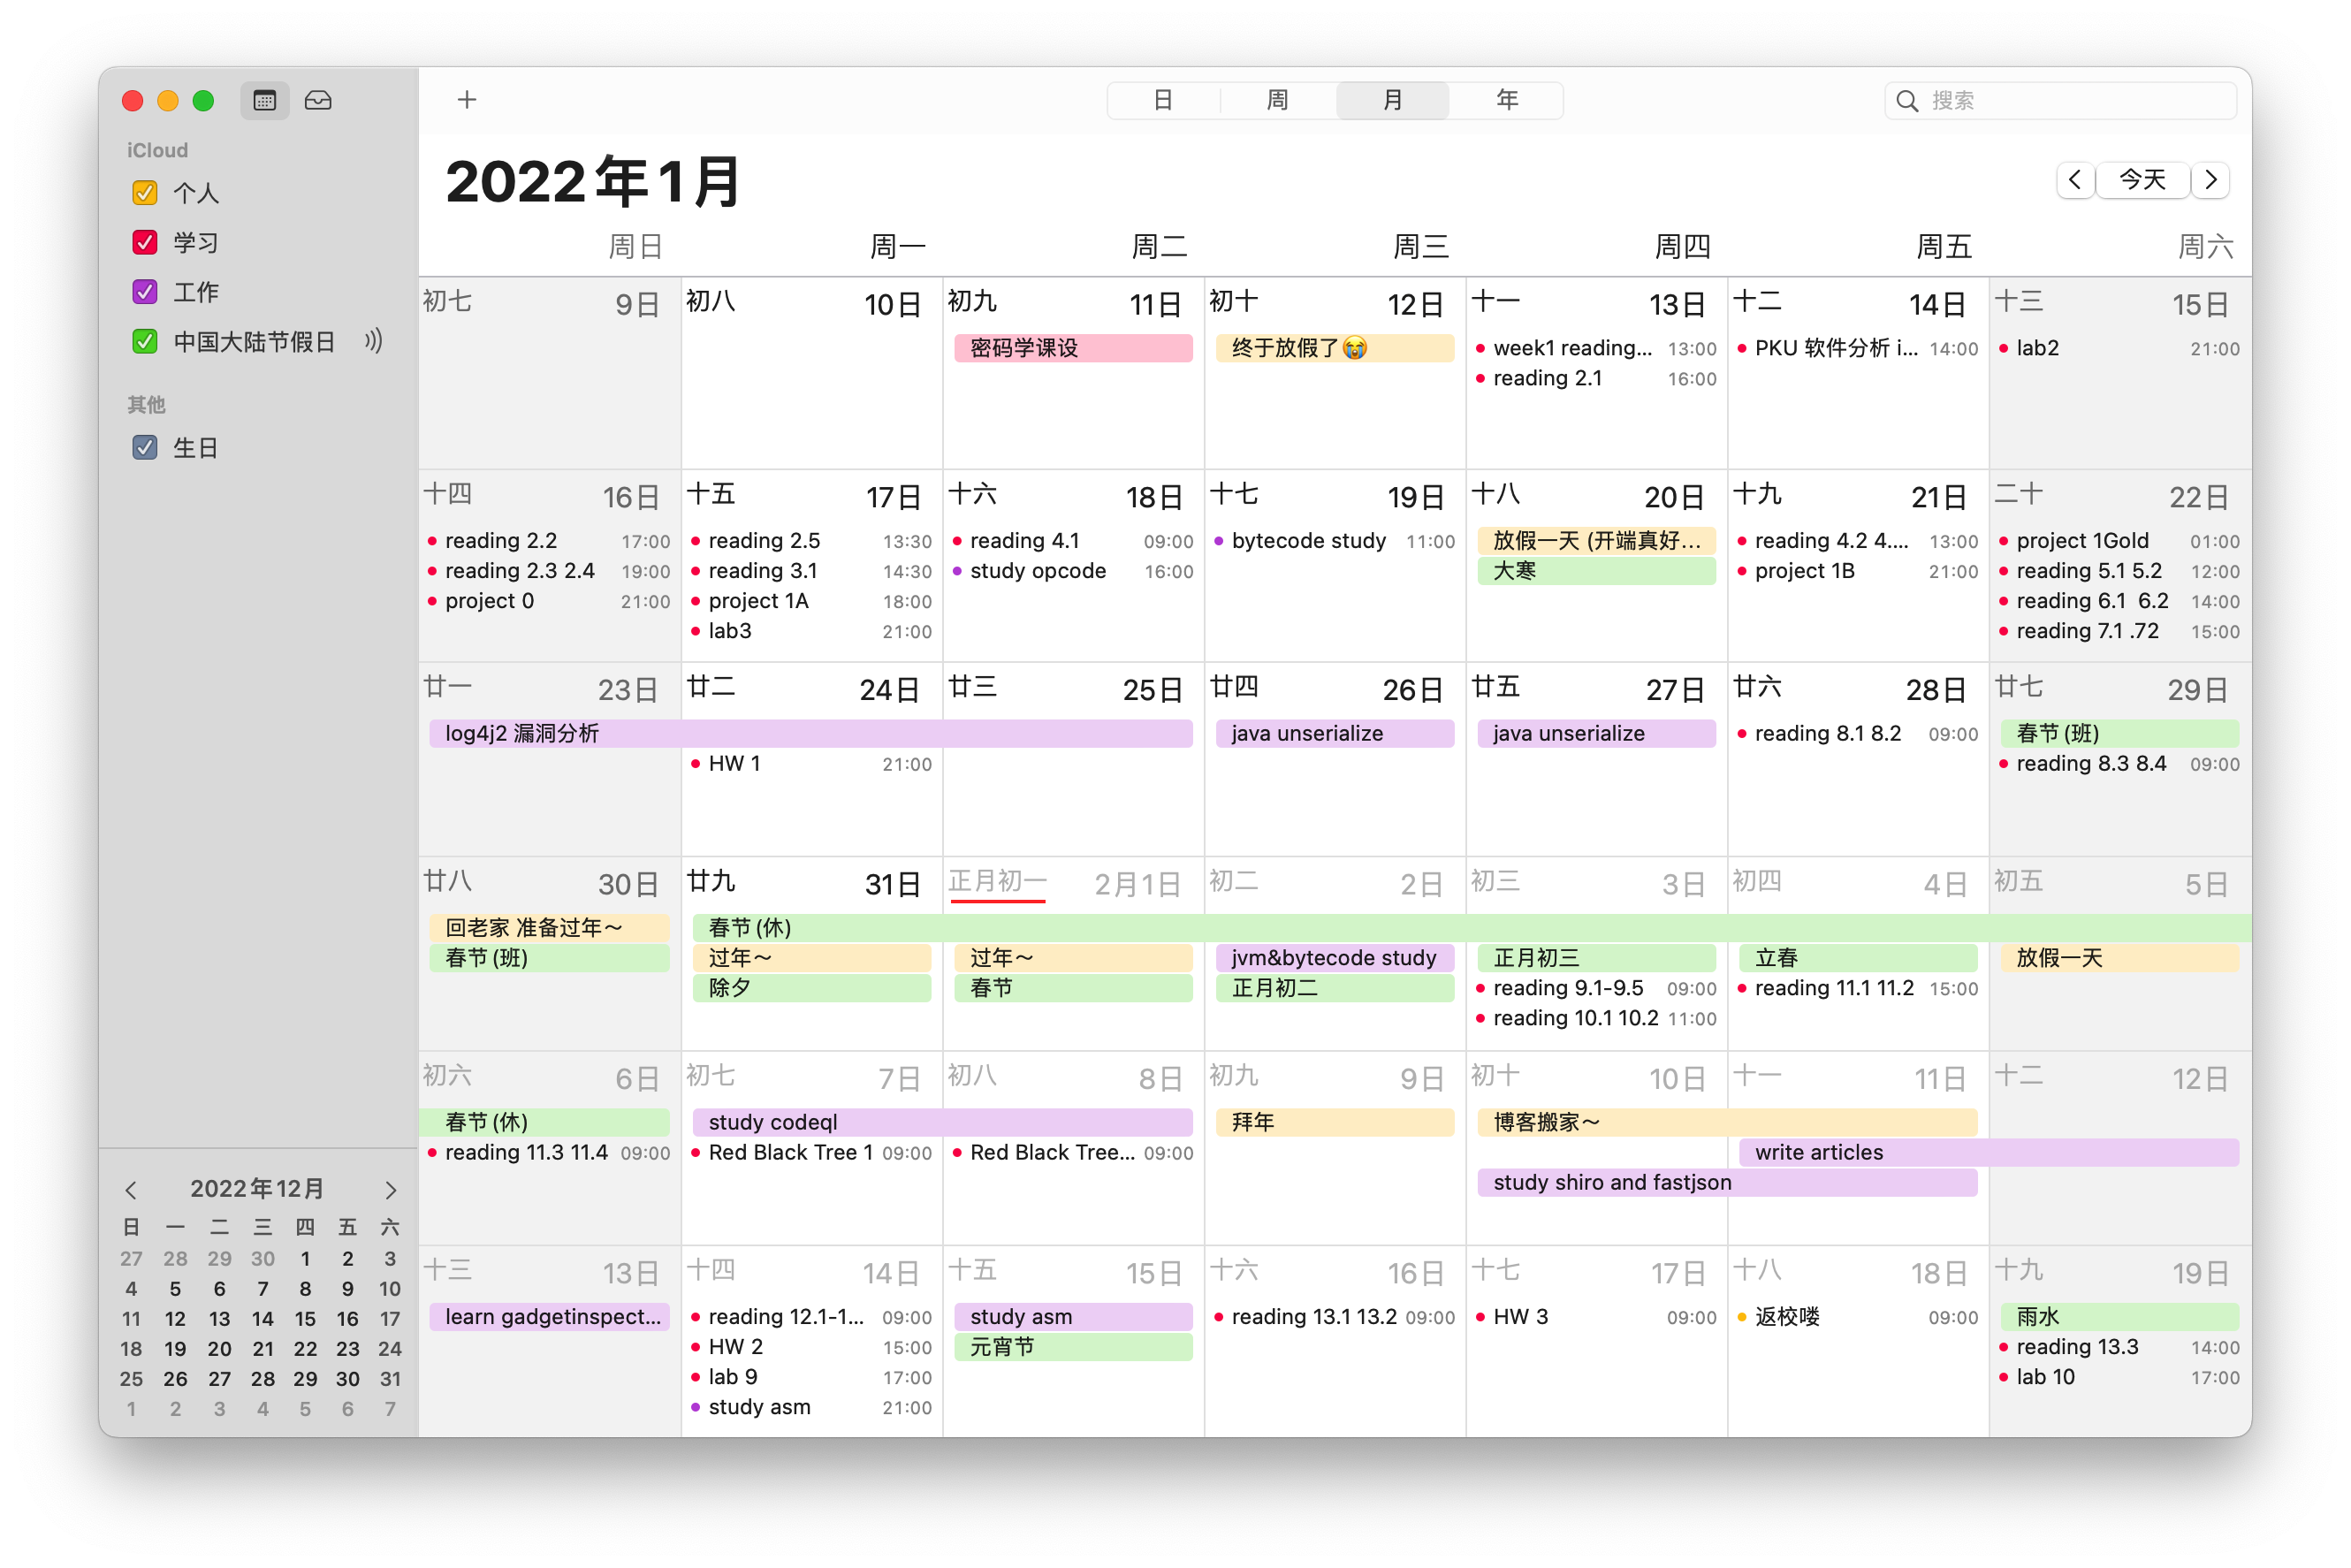 日 周 月 年
搜索
iCloud
个人
学习
工作
中国大陆节假日
其他
生日
2022年12月
日 一 二 三 四 五 六
27 28 29 30 1 2 3
4 5 6 7 8 9 10
11 12 13 14 15 16 17
18 19 20 21 22 23 24
25 26 27 28 29 30 31
1 2 3 4 5 6 7
2022年1月
今天
周日 周一 周二 周三 周四 周五 周六
初七 9日
初八 10日
初九 11日
密码学课设
初十 12日
终于放假了😭
十一 13日
week1 reading... 13:00
reading 2.1 16:00
十二 14日
PKU 软件分析 i... 14:00
十三 15日
lab2 21:00
十四 16日
reading 2.2 17:00
reading 2.3 2.4 19:00
project 0 21:00
十五 17日
reading 2.5 13:30
reading 3.1 14:30
project 1A 18:00
lab3 21:00
十六 18日
reading 4.1 09:00
study opcode 16:00
十七 19日
bytecode study 11:00
十八 20日
放假一天 (开端真好...
大寒
十九 21日
reading 4.2 4.... 13:00
project 1B 21:00
二十 22日
project 1Gold 01:00
reading 5.1 5.2 12:00
reading 6.1 6.2 14:00
reading 7.1 .72 15:00
廿一 23日
log4j2 漏洞分析
廿二 24日
HW 1 21:00
廿三 25日
廿四 26日
java unserialize
廿五 27日
java unserialize
廿六 28日
reading 8.1 8.2 09:00
廿七 29日
春节 (班)
reading 8.3 8.4 09:00
廿八 30日
回老家 准备过年～
春节 (班)
廿九 31日
春节 (休)
过年～
除夕
正月初一 2月1日
过年～
春节
初二 2日
jvm&bytecode study
正月初二
初三 3日
正月初三
reading 9.1-9.5 09:00
reading 10.1 10.2 11:00
初四 4日
立春
reading 11.1 11.2 15:00
初五 5日
放假一天
初六 6日
春节 (休)
reading 11.3 11.4 09:00
初七 7日
study codeql
Red Black Tree 1 09:00
初八 8日
Red Black Tree... 09:00
初九 9日
拜年
初十 10日
博客搬家～
study shiro and fastjson
十一 11日
write articles
十二 12日
十三 13日
learn gadgetinspect...
十四 14日
reading 12.1-1... 09:00
HW 2 15:00
lab 9 17:00
study asm 21:00
十五 15日
study asm
元宵节
十六 16日
reading 13.1 13.2 09:00
十七 17日
HW 3 09:00
十八 18日
返校喽 09:00
十九 19日
雨水
reading 13.3 14:00
lab 10 17:00